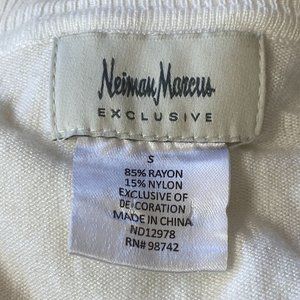 Neiman Marcus
EXCLUSIVE
S
85% RAYON
15% NYLON
EXCLUSIVE OF
DECORATION
MADE IN CHINA
ND12978
RN# 98742